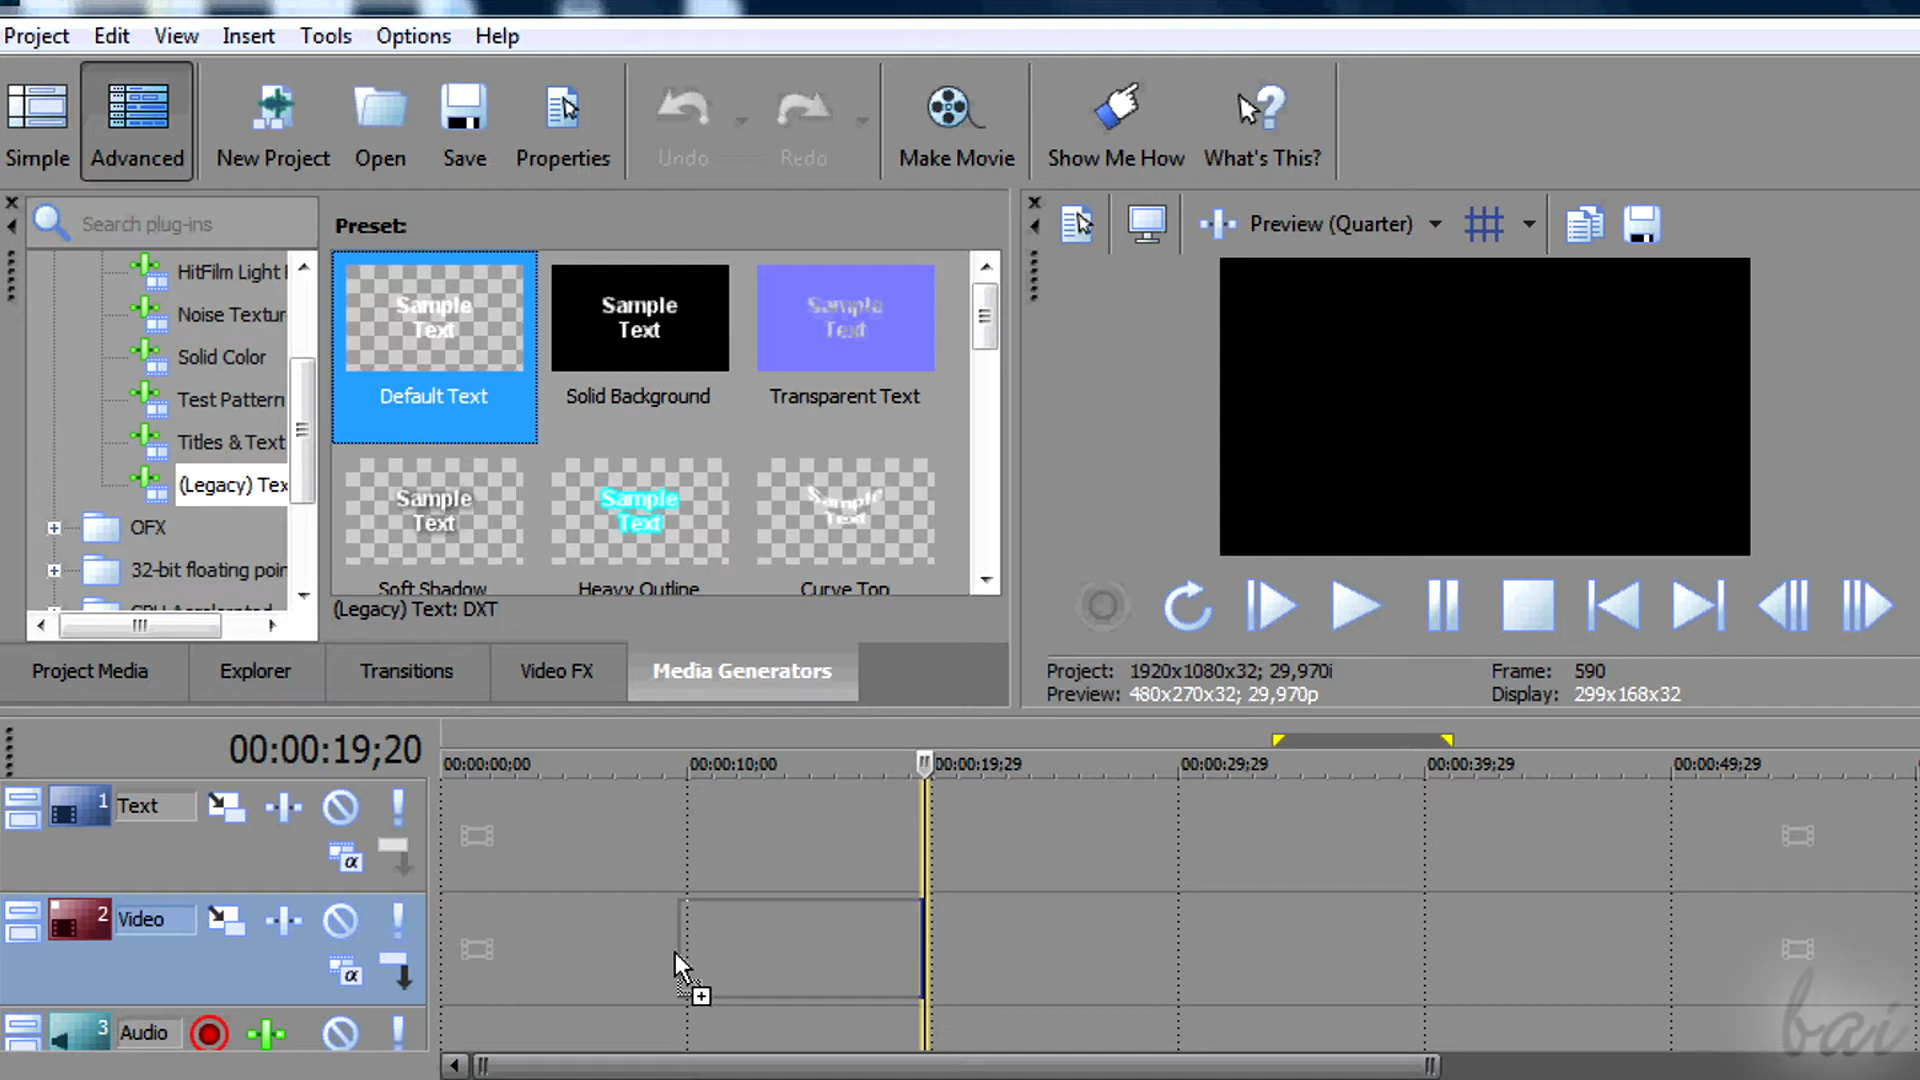 Project Edit View Insert Tools Options Help
Simple Advanced New Project Open Save Properties Undo Redo Make Movie Show Me How What's This?
Search plug-ins
HitFilm Light
Noise Textur
Solid Color
Test Pattern
Titles & Text
(Legacy) Tex
OFX
32-bit floating poin
Preset:
Sample
Text
Default Text
Sample
Text
Solid Background
Sample
Text
Transparent Text
Sample
Text
Soft Shadow
Sample
Text
Heavy Outline
Sample
Text
Curve Top
(Legacy) Text: DXT
Preview (Quarter)
Project Media Explorer Transitions Video FX Media Generators
Project: 1920x1080x32; 29,970i Frame: 590
Preview: 480x270x32; 29,970p Display: 299x168x32
00:00:19;20
00:00:00;00 00:00:10;00 00:00:19;29 00:00:29;29 00:00:39;29 00:00:49;29
1 Text
α
2 Video
α
3 Audio
bai